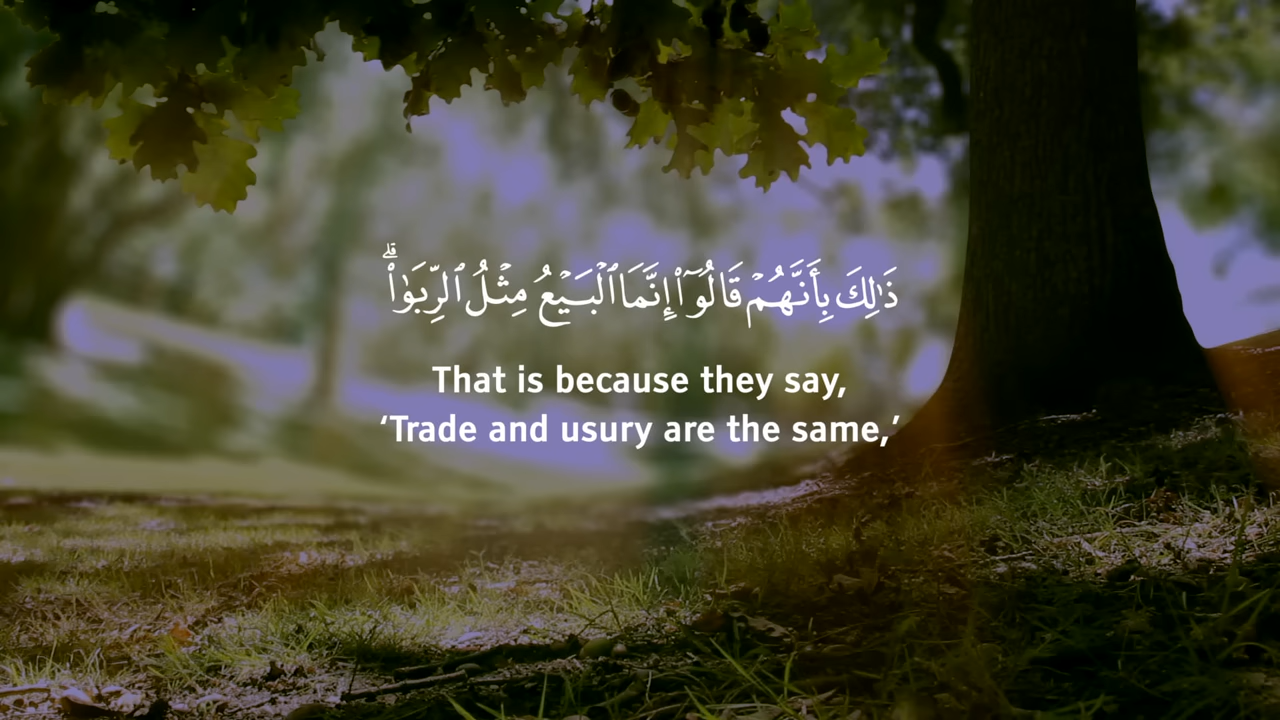 ذَٰلِكَ بِأَنَّهُمْ قَالُوٓا۟ إِنَّمَا ٱلْبَيْعُ مِثْلُ ٱلرِّبَوٰا۟ ۗ
That is because they say,
‘Trade and usury are the same,’